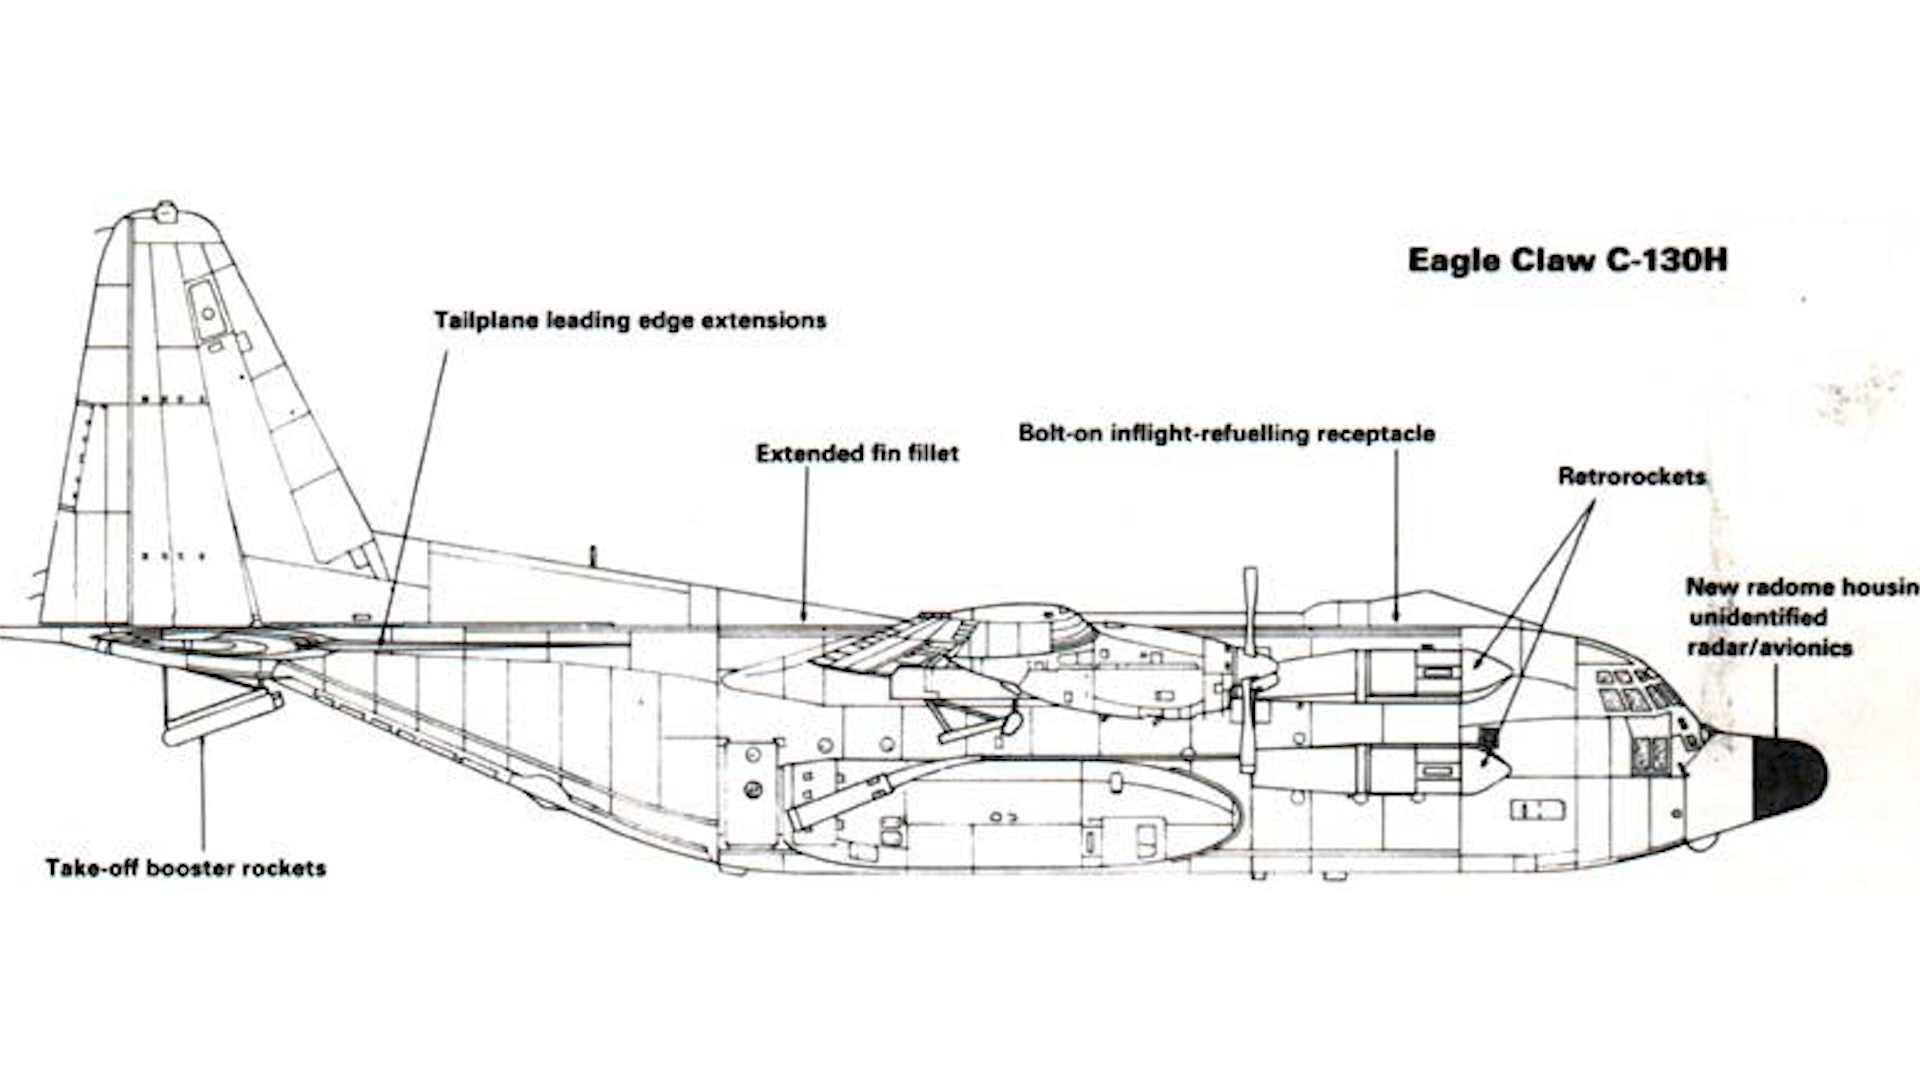 Eagle Claw C-130H
Tailplane leading edge extensions
Bolt-on inflight-refuelling receptacle
Extended fin fillet
Retrorockets
New radome housin
unidentified
radar/avionics
Take-off booster rockets